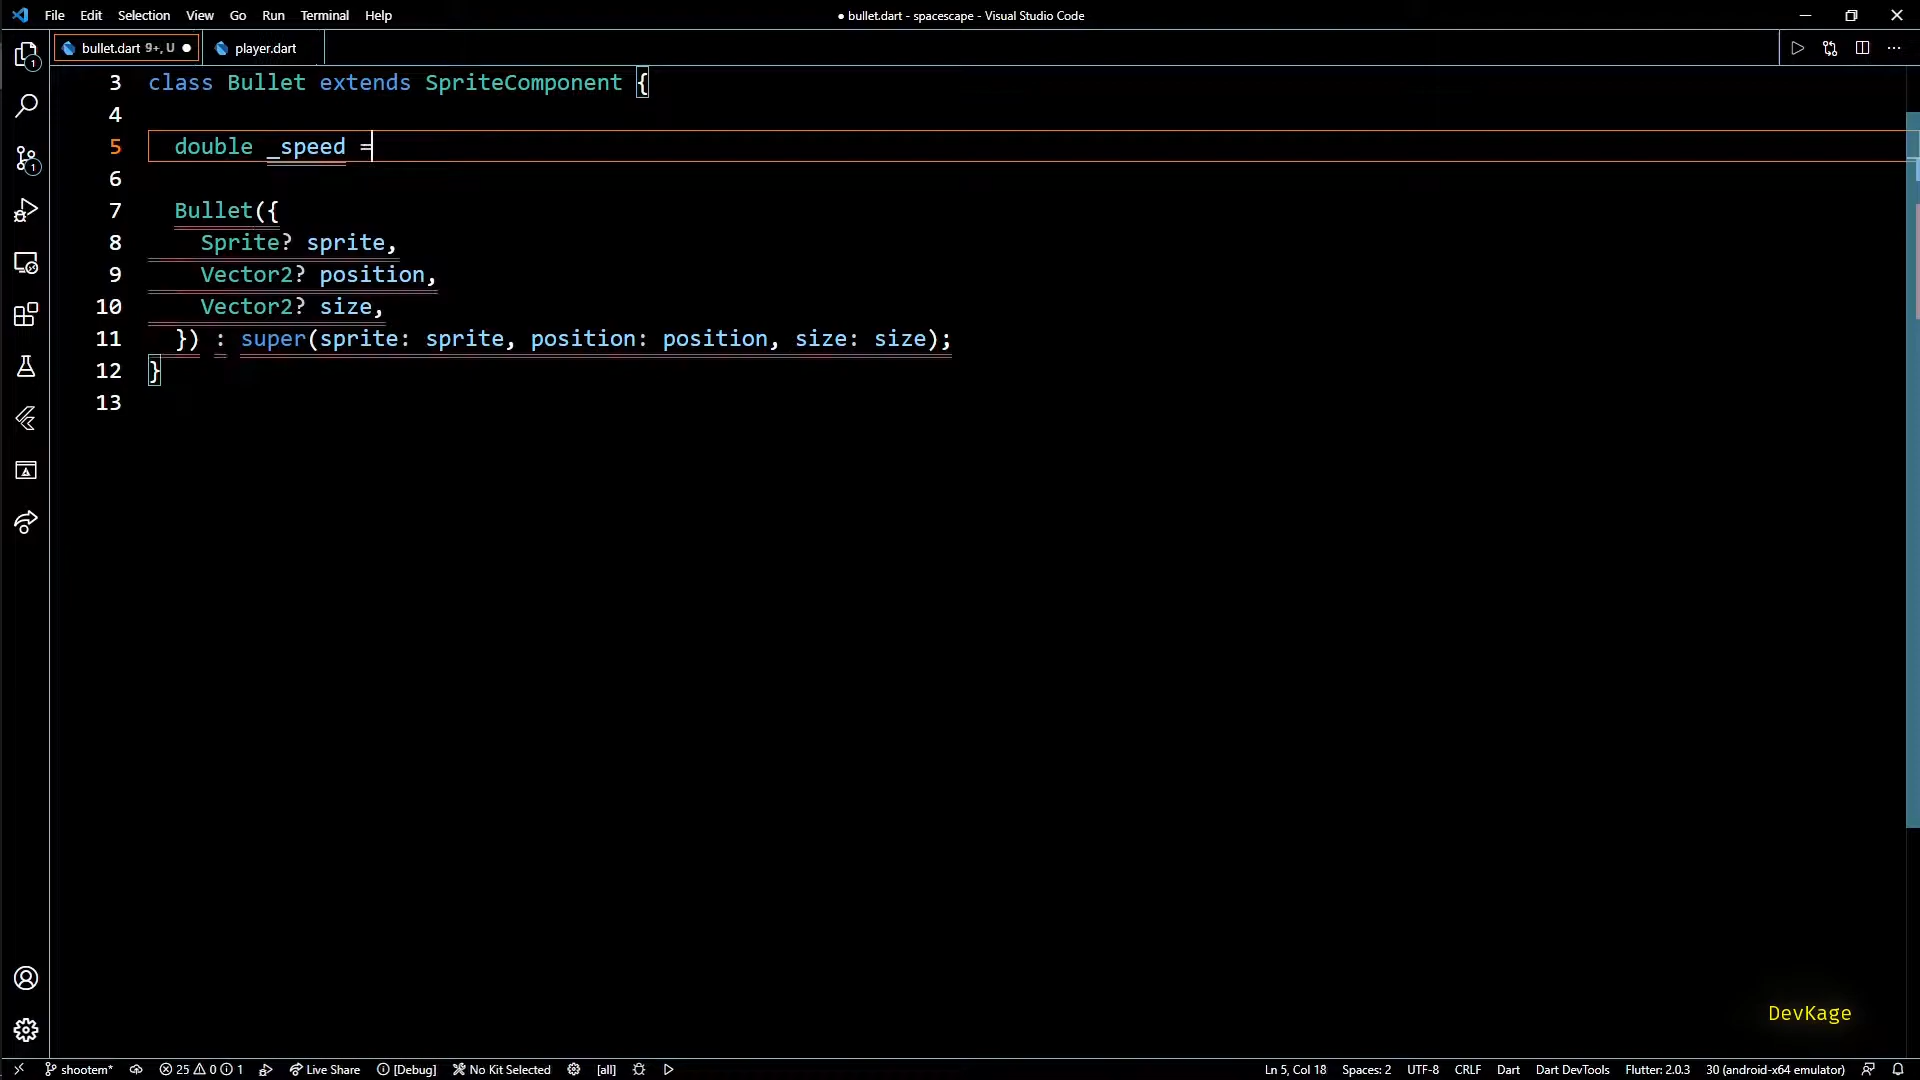 File Edit Selection View Go Run Terminal Help
● bullet.dart - spacescape - Visual Studio Code
bullet.dart 9+, U ●
player.dart
3 class Bullet extends SpriteComponent {
4
5 double _speed =
6
7 Bullet({
8 Sprite? sprite,
9 Vector2? position,
10 Vector2? size,
11 }) : super(sprite: sprite, position: position, size: size);
12 }
13
1
1
DevKage
shootem* 25 0 1 Live Share [Debug] No Kit Selected [all] Ln 5, Col 18 Spaces: 2 UTF-8 CRLF Dart Dart DevTools Flutter: 2.0.3 30 (android-x64 emulator)